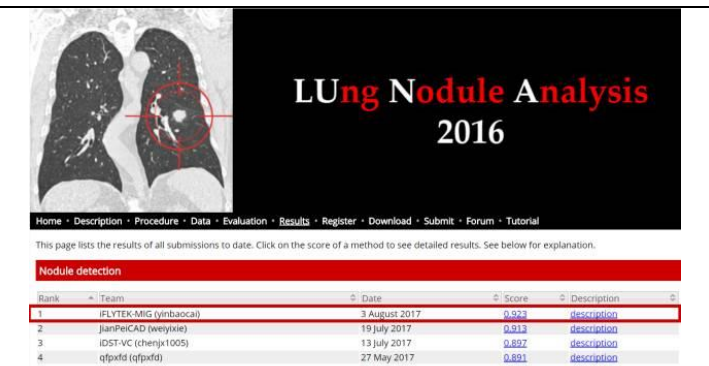 LUng Nodule Analysis
2016
Home • Description • Procedure • Data • Evaluation • Results • Register • Download • Submit • Forum • Tutorial
This page lists the results of all submissions to date. Click on the score of a method to see detailed results. See below for explanation.
Nodule detection
Rank Team Date Score Description
1 iFLYTEK-MIG (yinbaocai) 3 August 2017 0.923 description
2 JianPeiCAD (weiyixie) 19 July 2017 0.913 description
3 iDST-VC (chenjx1005) 13 July 2017 0.897 description
4 qfpxfd (qfpxfd) 27 May 2017 0.891 description